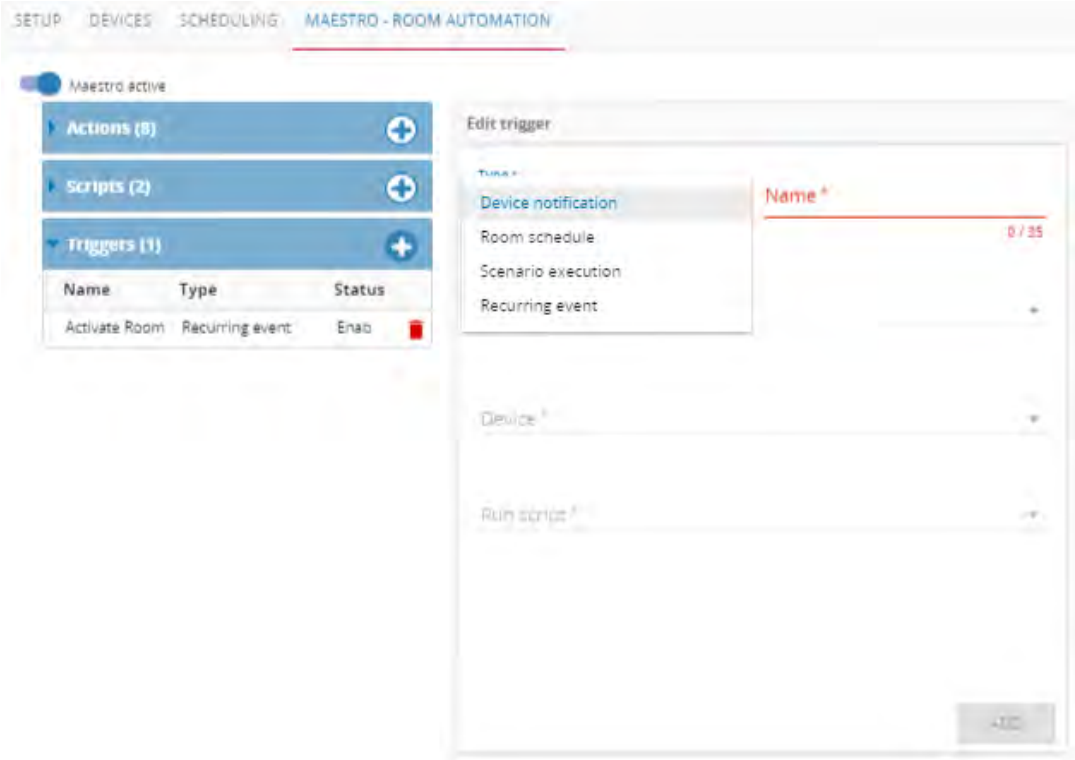 SETUP DEVICES SCHEDULING MAESTRO - ROOM AUTOMATION
Maestro active
Actions (8)
Scripts (2)
Triggers (1)
Name Type Status
Activate Room Recurring event Enab
Edit trigger
Type *
Device notification
Room schedule
Scenario execution
Recurring event
Name *
0 / 35
Device *
Run script *
ADD